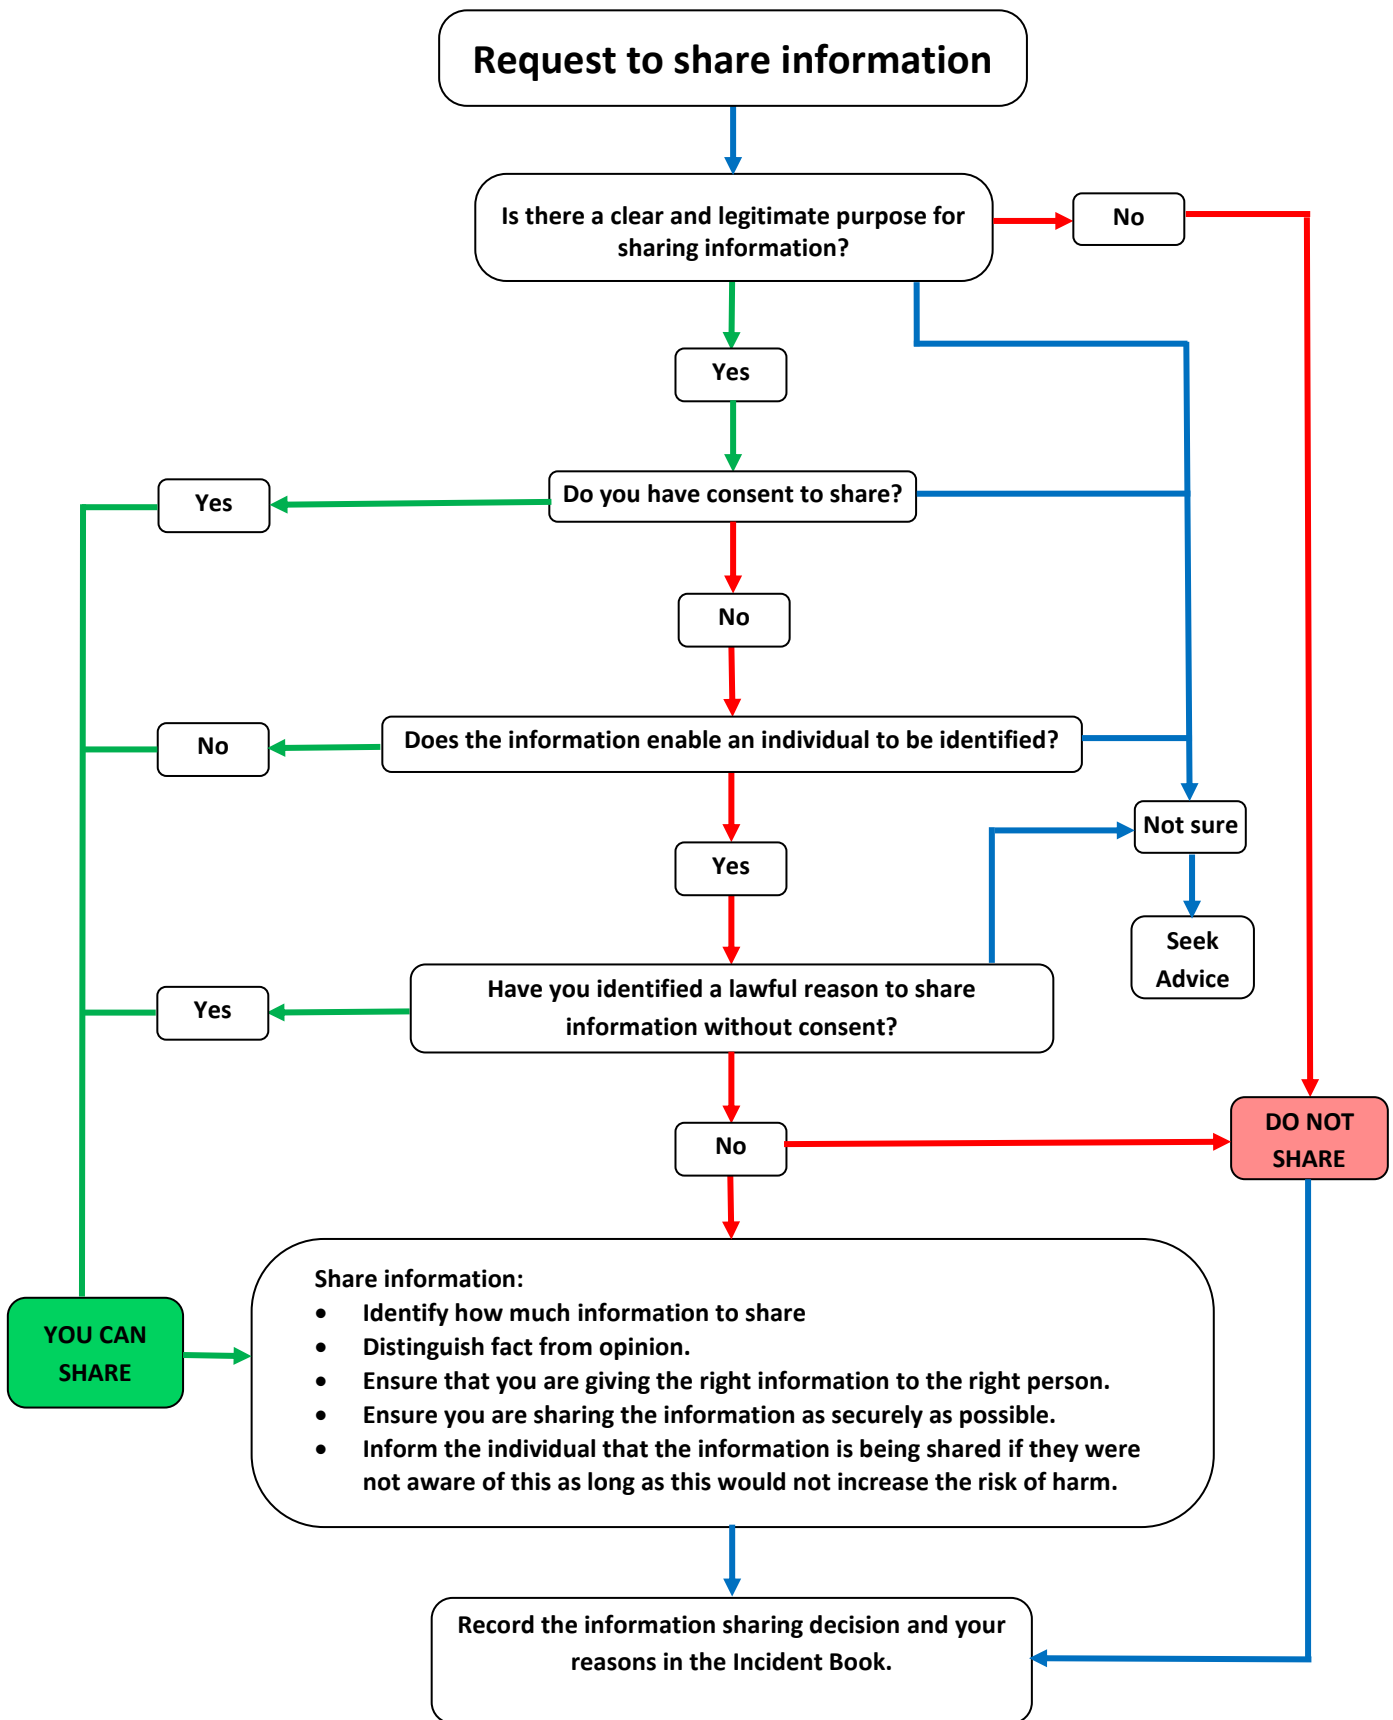 Request to share information
Is there a clear and legitimate purpose for
sharing information?
No
Yes
Do you have consent to share?
Yes
No
Does the information enable an individual to be identified?
No
Yes
Not sure
Seek
Advice
Have you identified a lawful reason to share
information without consent?
Yes
No
DO NOT
SHARE
YOU CAN
SHARE
Share information:
• Identify how much information to share
• Distinguish fact from opinion.
• Ensure that you are giving the right information to the right person.
• Ensure you are sharing the information as securely as possible.
• Inform the individual that the information is being shared if they were
not aware of this as long as this would not increase the risk of harm.
Record the information sharing decision and your
reasons in the Incident Book.